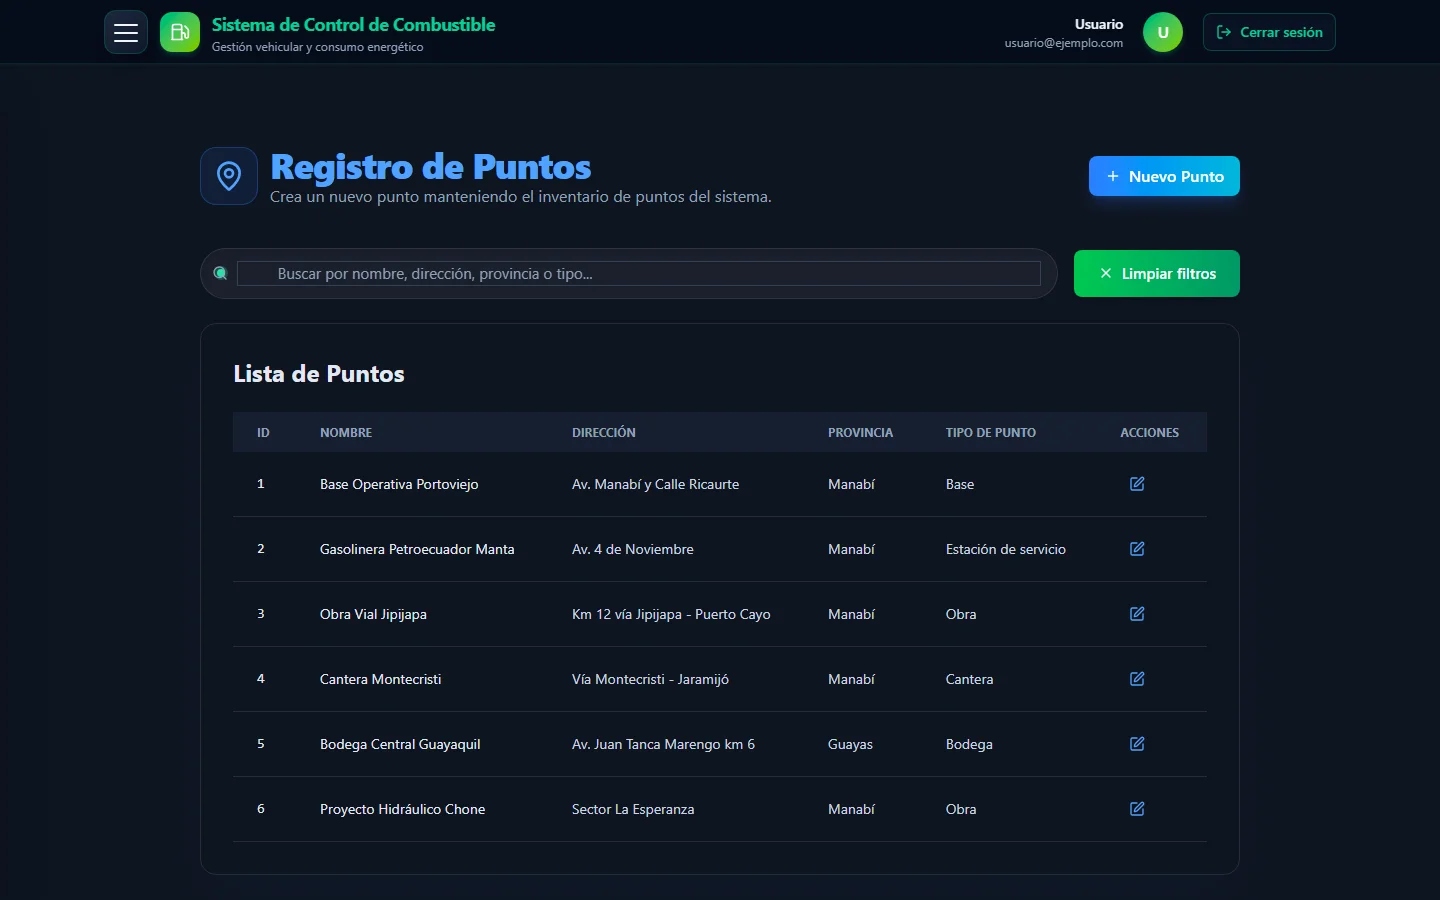 Sistema de Control de Combustible
Gestión vehicular y consumo energético
Usuario
usuario@ejemplo.com
U
Cerrar sesión
Registro de Puntos
Crea un nuevo punto manteniendo el inventario de puntos del sistema.
Nuevo Punto
Buscar por nombre, dirección, provincia o tipo...
Limpiar filtros
Lista de Puntos
ID NOMBRE DIRECCIÓN PROVINCIA TIPO DE PUNTO ACCIONES
1 Base Operativa Portoviejo Av. Manabí y Calle Ricaurte Manabí Base
2 Gasolinera Petroecuador Manta Av. 4 de Noviembre Manabí Estación de servicio
3 Obra Vial Jipijapa Km 12 vía Jipijapa - Puerto Cayo Manabí Obra
4 Cantera Montecristi Vía Montecristi - Jaramijó Manabí Cantera
5 Bodega Central Guayaquil Av. Juan Tanca Marengo km 6 Guayas Bodega
6 Proyecto Hidráulico Chone Sector La Esperanza Manabí Obra